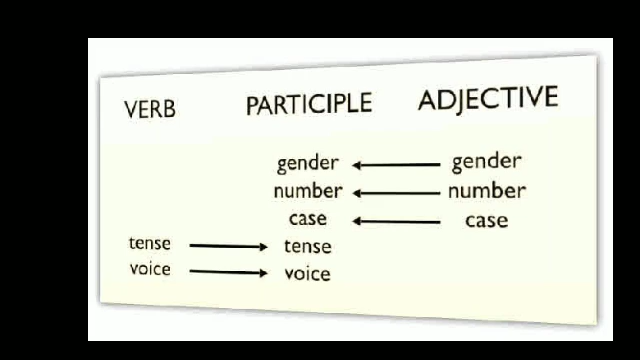 VERB PARTICIPLE ADJECTIVE
gender gender
number number
case case
tense tense
voice voice